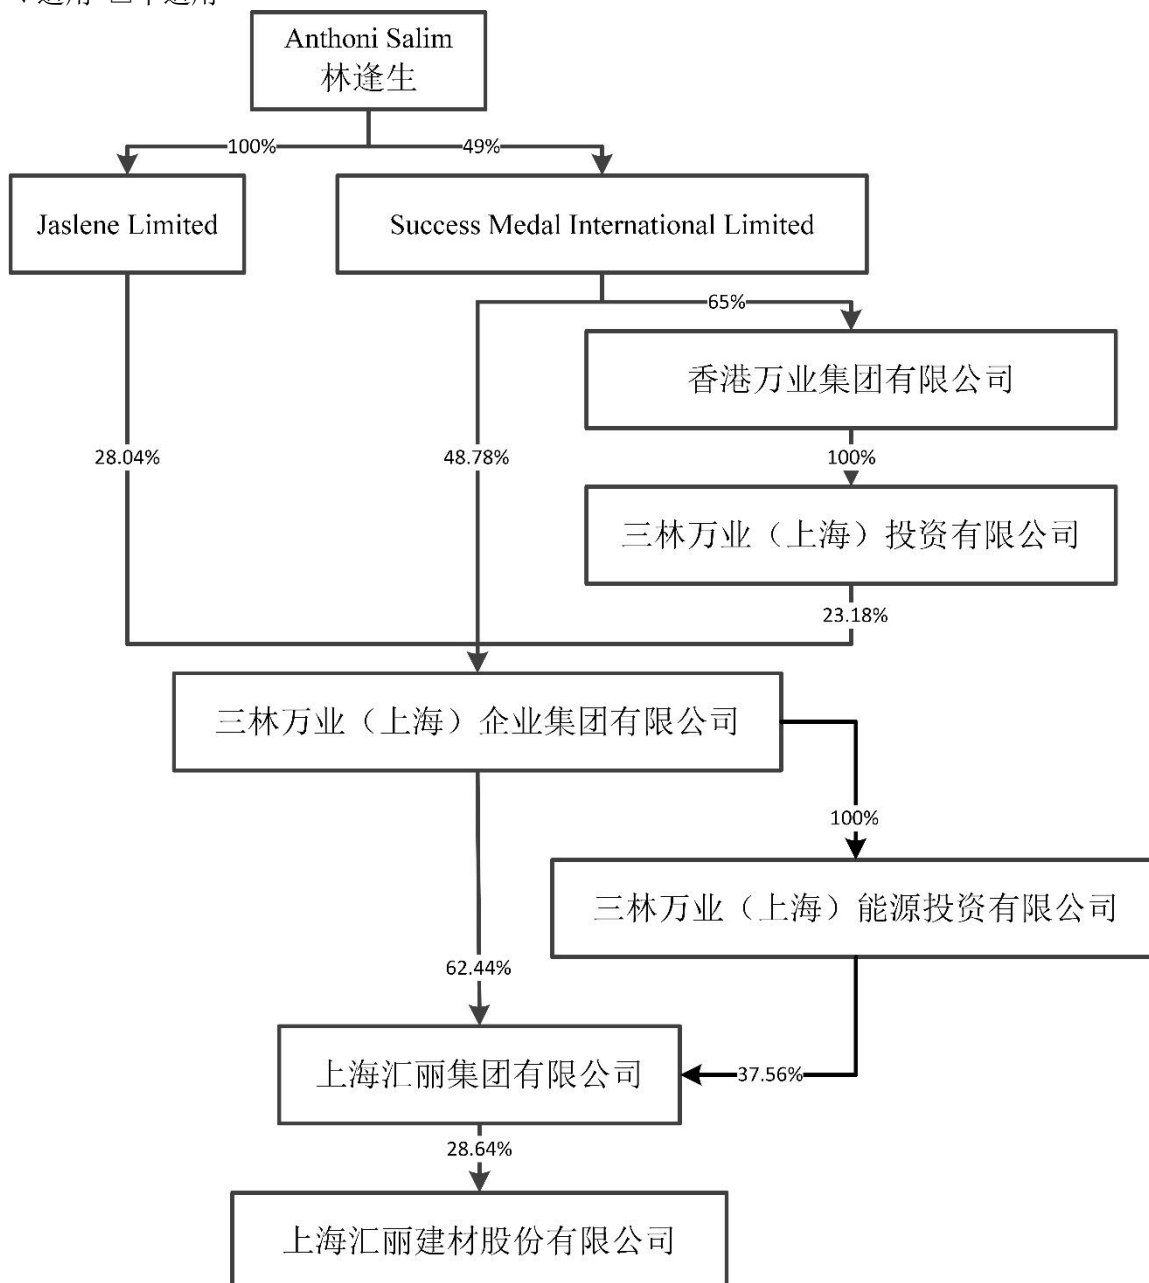 Anthoni Salim
林逢生
100%
49%
Jaslene Limited
Success Medal International Limited
65%
香港万业集团有限公司
28.04%
48.78%
100%
三林万业（上海）投资有限公司
23.18%
三林万业（上海）企业集团有限公司
100%
三林万业（上海）能源投资有限公司
62.44%
上海汇丽集团有限公司
37.56%
28.64%
上海汇丽建材股份有限公司